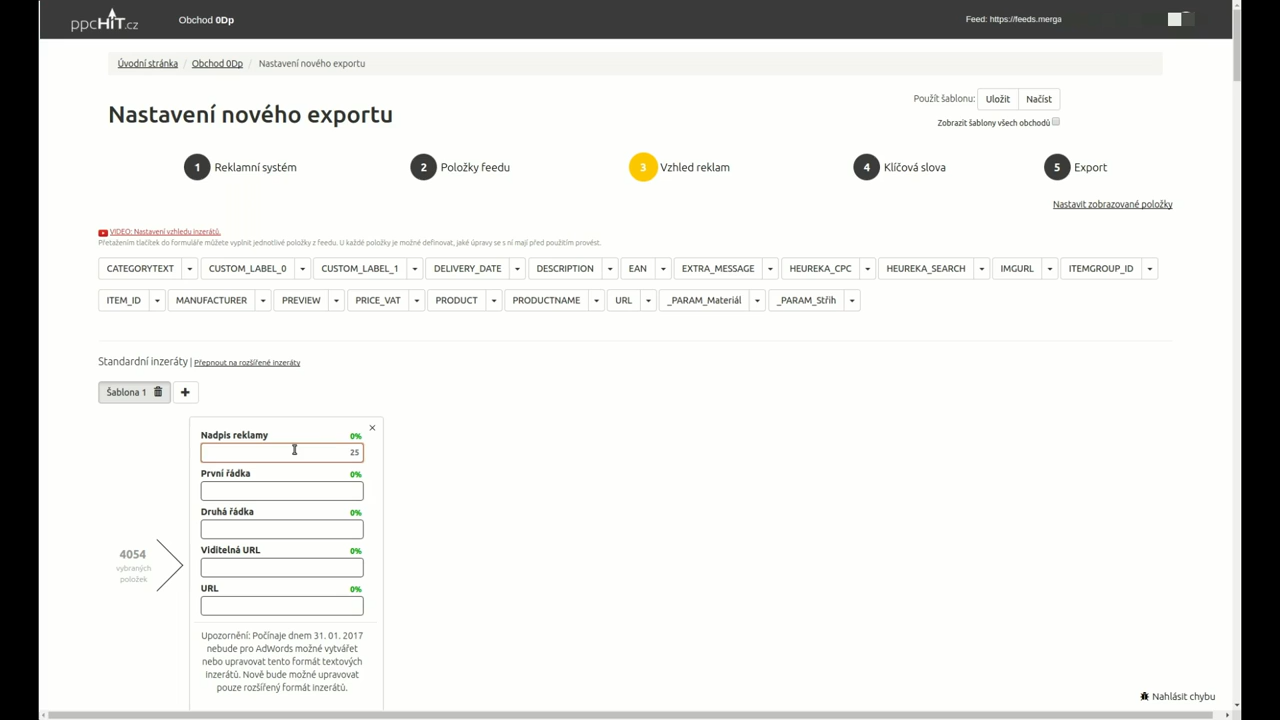 ppcHIT.cz
Obchod 0Dp
Feed: https://feeds.merga
Úvodní stránka / Obchod 0Dp / Nastavení nového exportu
Nastavení nového exportu
Použít šablonu: Uložit Načíst
Zobrazit šablony všech obchodů
1 Reklamní systém 2 Položky feedu 3 Vzhled reklam 4 Klíčová slova 5 Export
Nastavit zobrazované položky
VIDEO: Nastavení vzhledu inzerátů.
Přetažením tlačítek do formuláře můžete vyplnit jednotlivé položky z feedu. U každé položky je možné definovat, jaké úpravy se s ní mají před použitím provést.
CATEGORYTEXT CUSTOM_LABEL_0 CUSTOM_LABEL_1 DELIVERY_DATE DESCRIPTION EAN EXTRA_MESSAGE HEUREKA_CPC HEUREKA_SEARCH IMGURL ITEMGROUP_ID
ITEM_ID MANUFACTURER PREVIEW PRICE_VAT PRODUCT PRODUCTNAME URL _PARAM_Materiál _PARAM_Střih
Standardní inzeráty | Přepnout na rozšířené inzeráty
Šablona 1
Nadpis reklamy 0%
25
První řádka 0%
Druhá řádka 0%
Viditelná URL 0%
4054
vybraných
položek
URL 0%
Upozornění: Počínaje dnem 31. 01. 2017
nebude pro AdWords možné vytvářet
nebo upravovat tento formát textových
inzerátů. Nově bude možné upravovat
pouze rozšířený formát inzerátů.
Nahlásit chybu